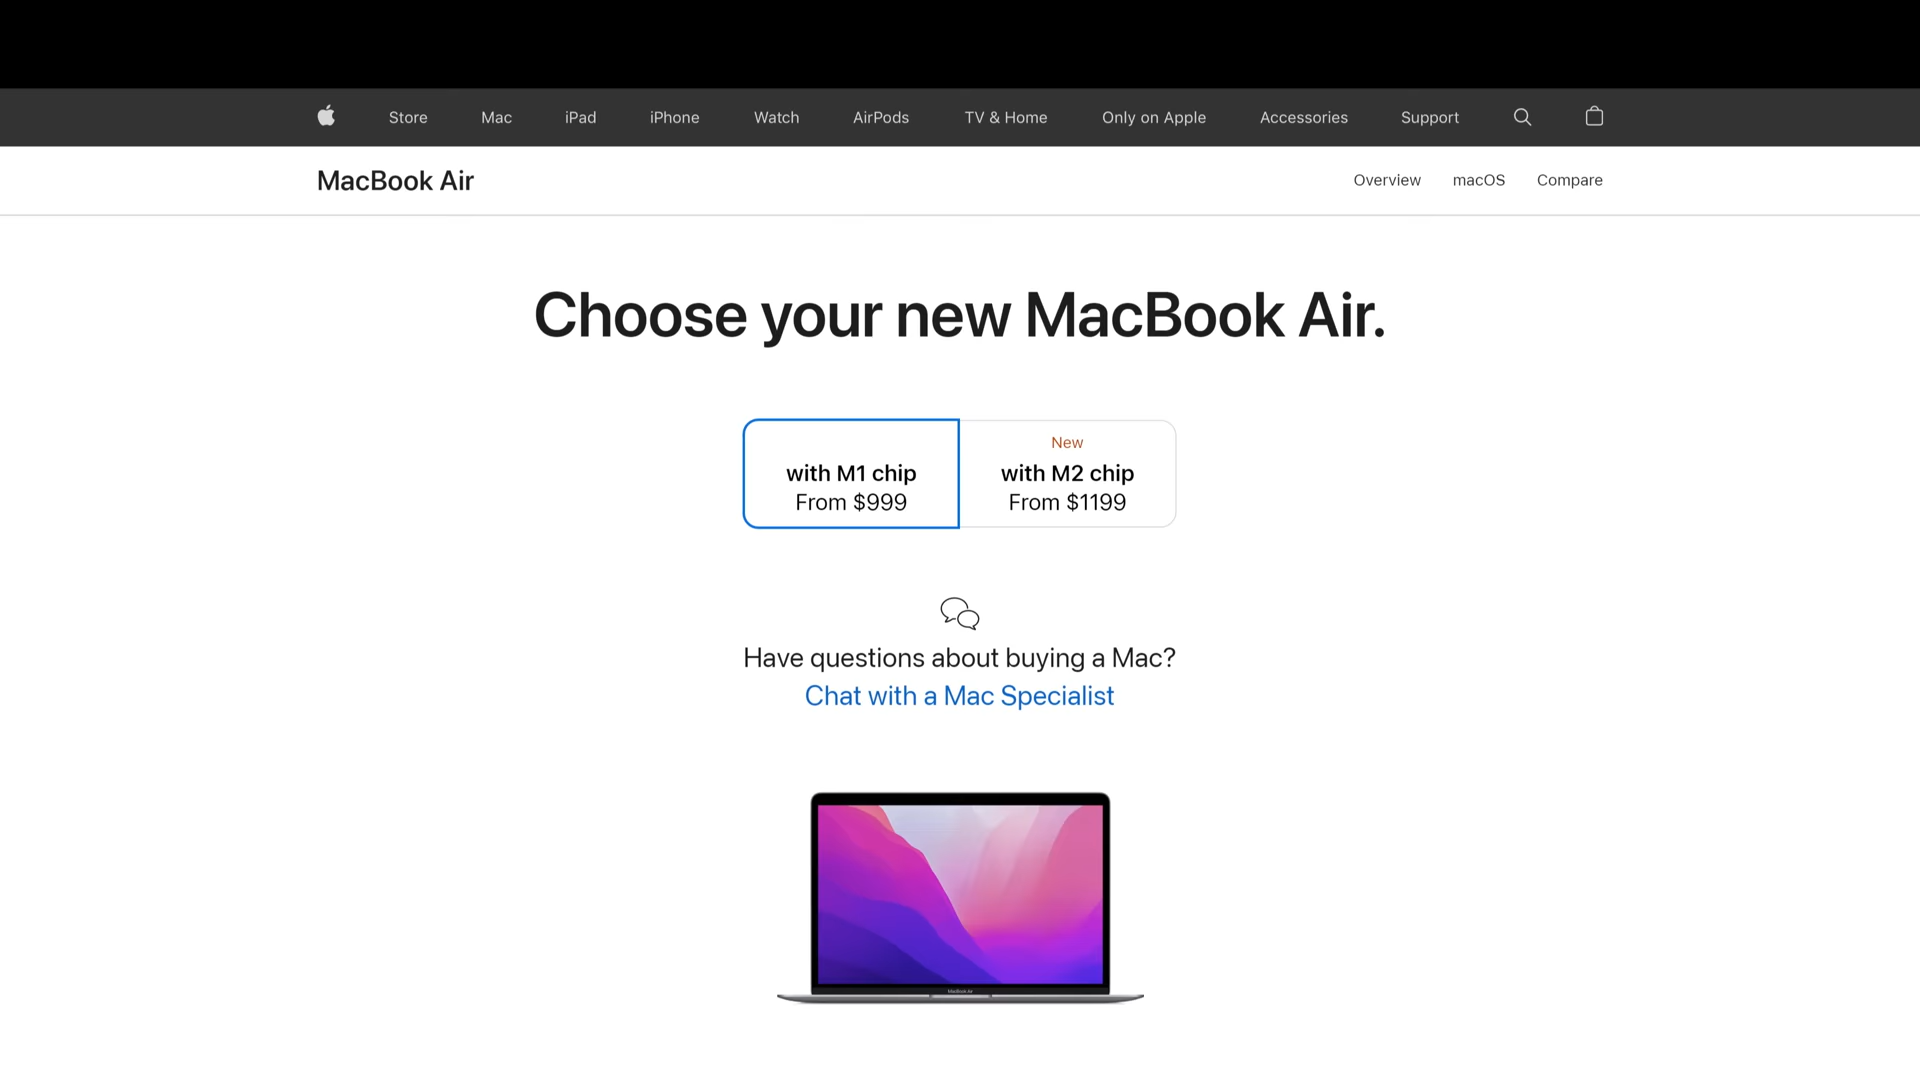 Store Mac iPad iPhone Watch AirPods TV & Home Only on Apple Accessories Support
MacBook Air Overview macOS Compare
Choose your new MacBook Air.
New
with M1 chip with M2 chip
From $999 From $1199
Have questions about buying a Mac?
Chat with a Mac Specialist
MacBook Air